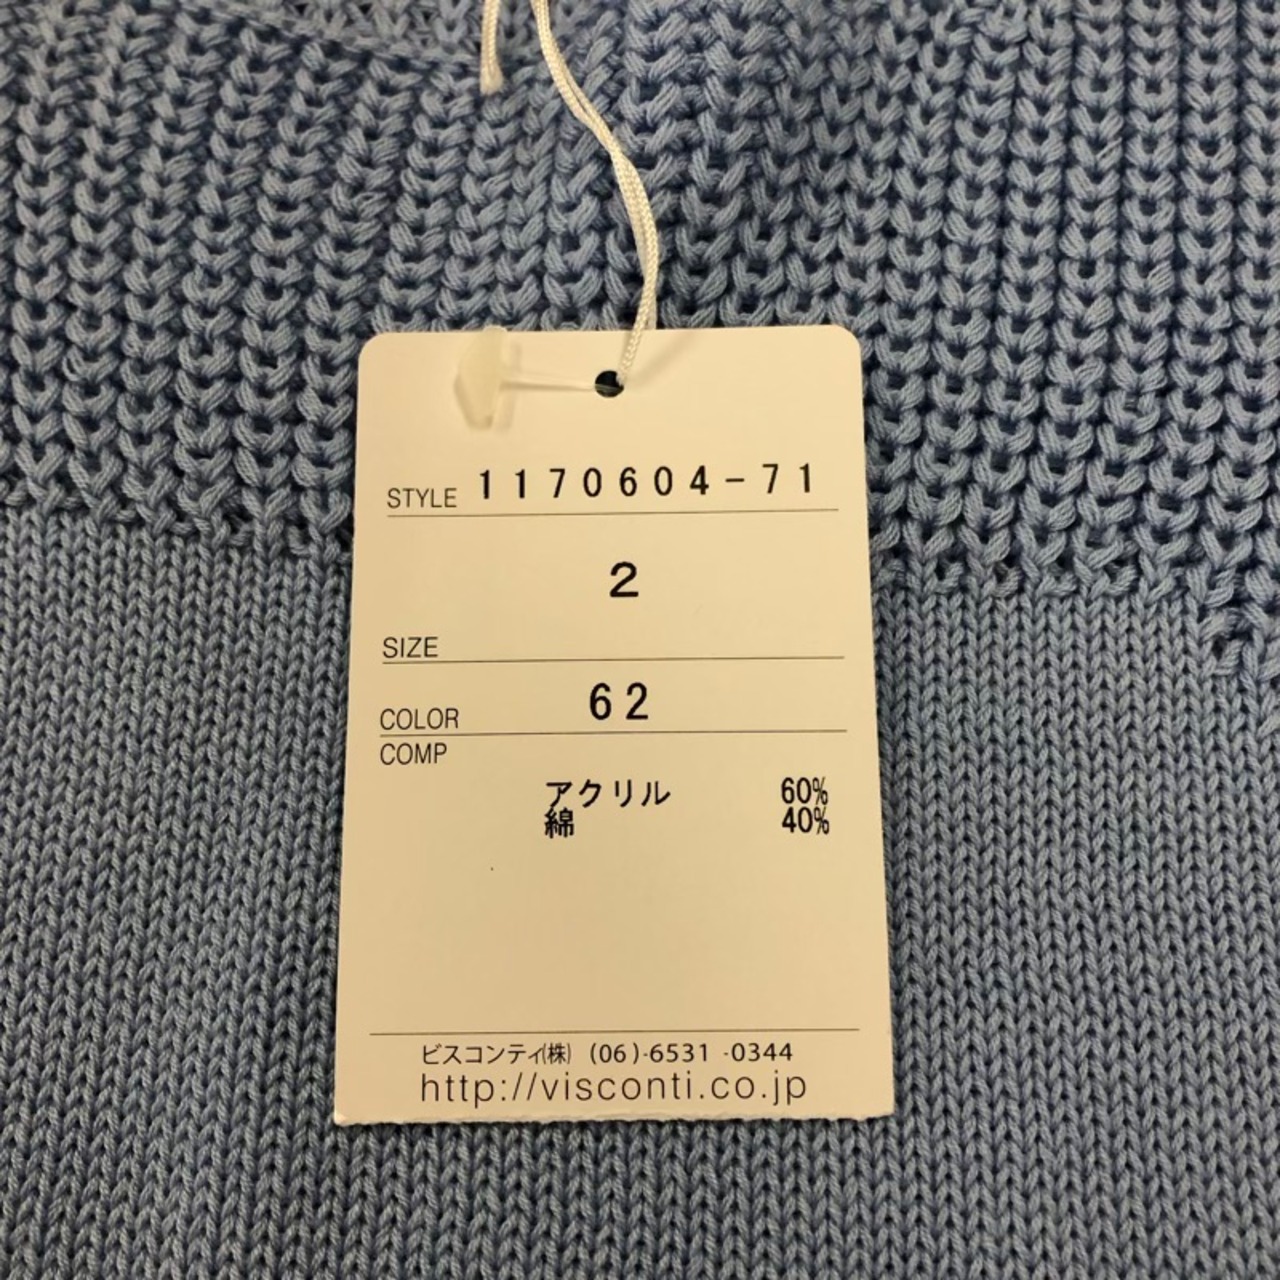 STYLE 1170604-71
2
SIZE
62
COLOR
COMP
アクリル 60%
綿 40%
ビスコンティ(株) (06)-6531 -0344
http://visconti.co.jp